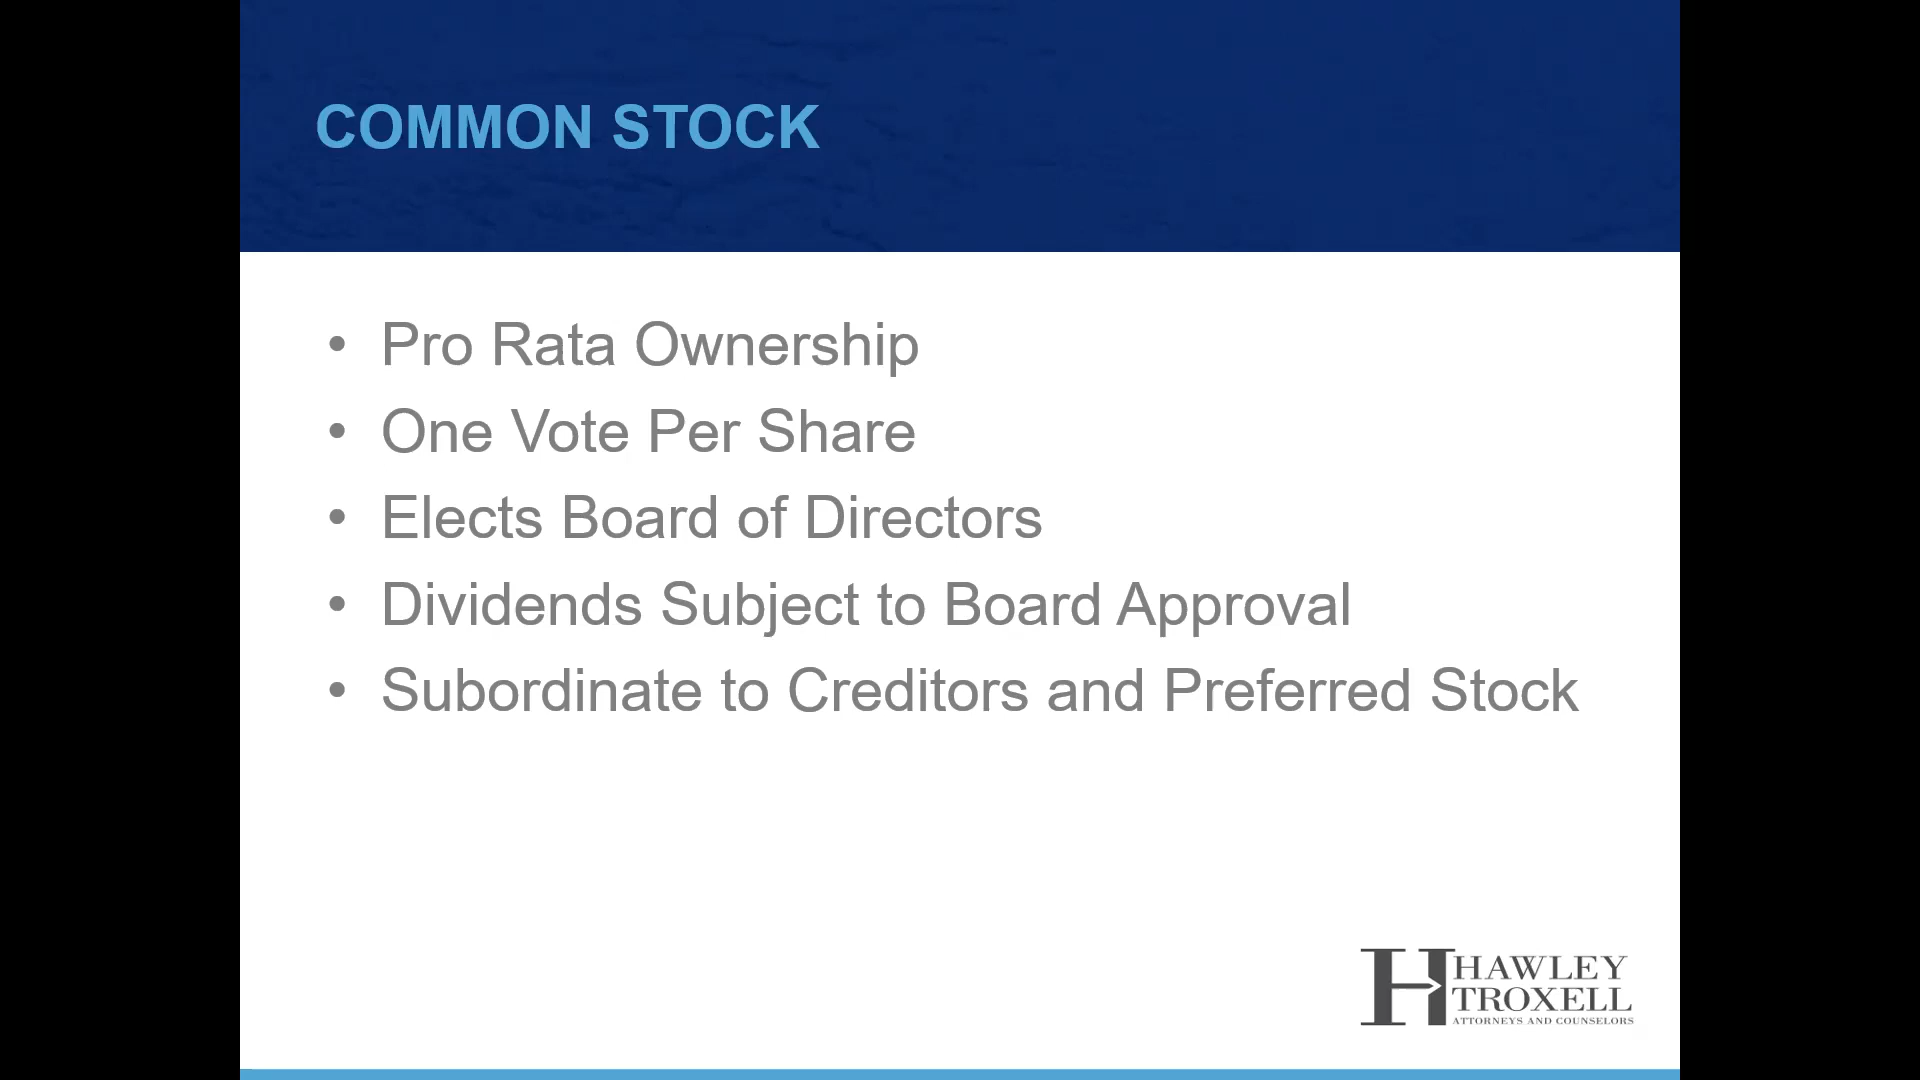 COMMON STOCK
• Pro Rata Ownership
• One Vote Per Share
• Elects Board of Directors
• Dividends Subject to Board Approval
• Subordinate to Creditors and Preferred Stock
HAWLEY
TROXELL
ATTORNEYS AND COUNSELORS